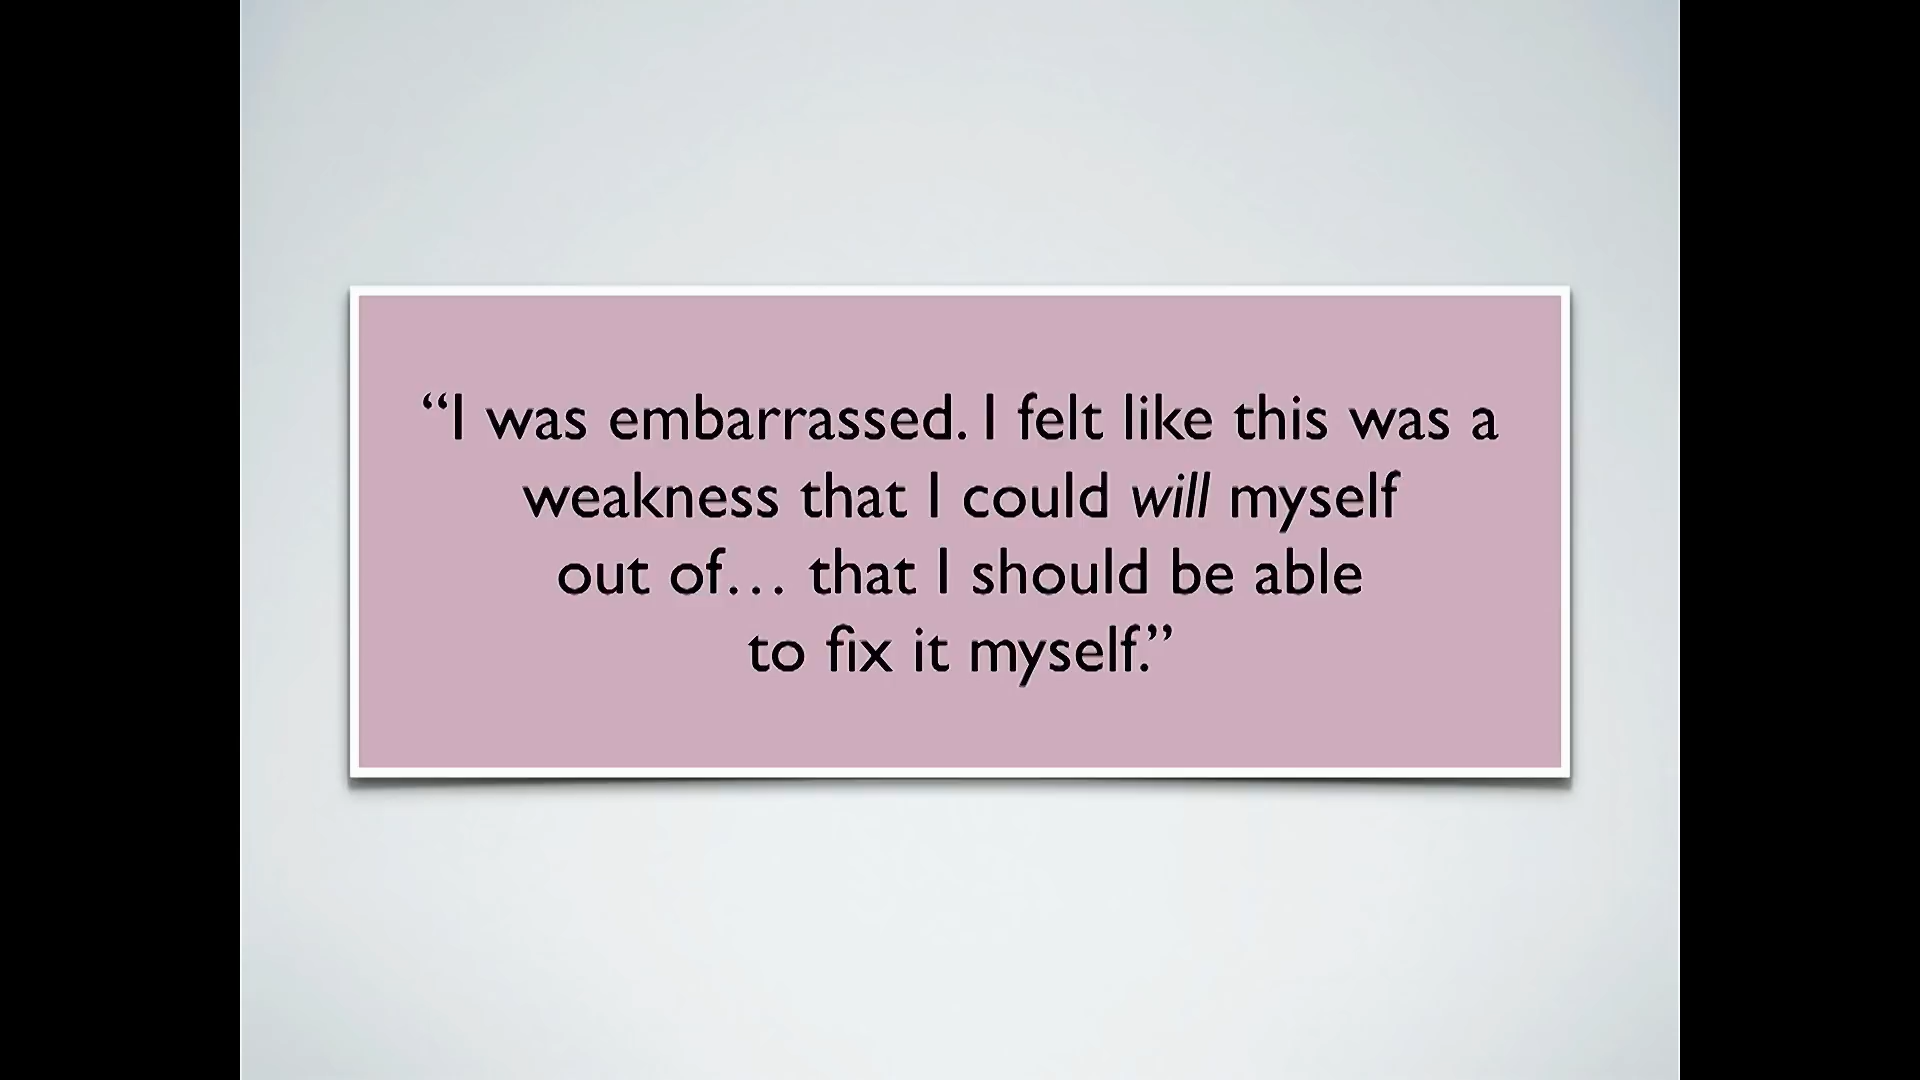 “I was embarrassed. I felt like this was a
weakness that I could will myself
out of… that I should be able
to fix it myself.”